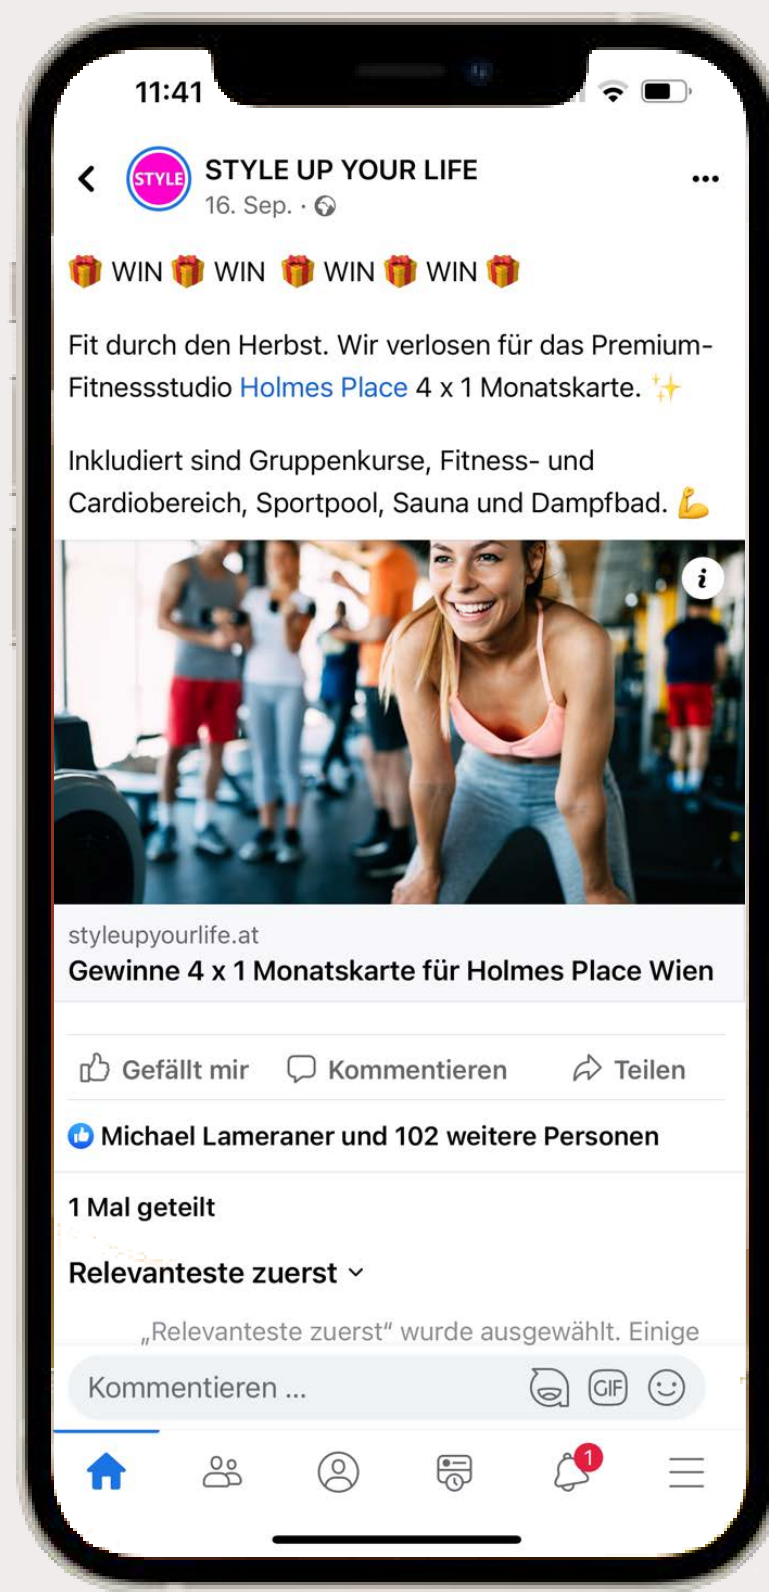 11:41
STYLE
STYLE UP YOUR LIFE
16. Sep. ·
🎁 WIN 🎁 WIN 🎁 WIN 🎁 WIN 🎁
Fit durch den Herbst. Wir verlosen für das Premium-
Fitnessstudio Holmes Place 4 x 1 Monatskarte. ✨
Inkludiert sind Gruppenkurse, Fitness- und
Cardiobereich, Sportpool, Sauna und Dampfbad. 💪
i
styleupyourlife.at
Gewinne 4 x 1 Monatskarte für Holmes Place Wien
Gefällt mir Kommentieren Teilen
Michael Lameraner und 102 weitere Personen
1 Mal geteilt
Relevanteste zuerst
„Relevanteste zuerst“ wurde ausgewählt. Einige
Kommentieren ... GIF
1